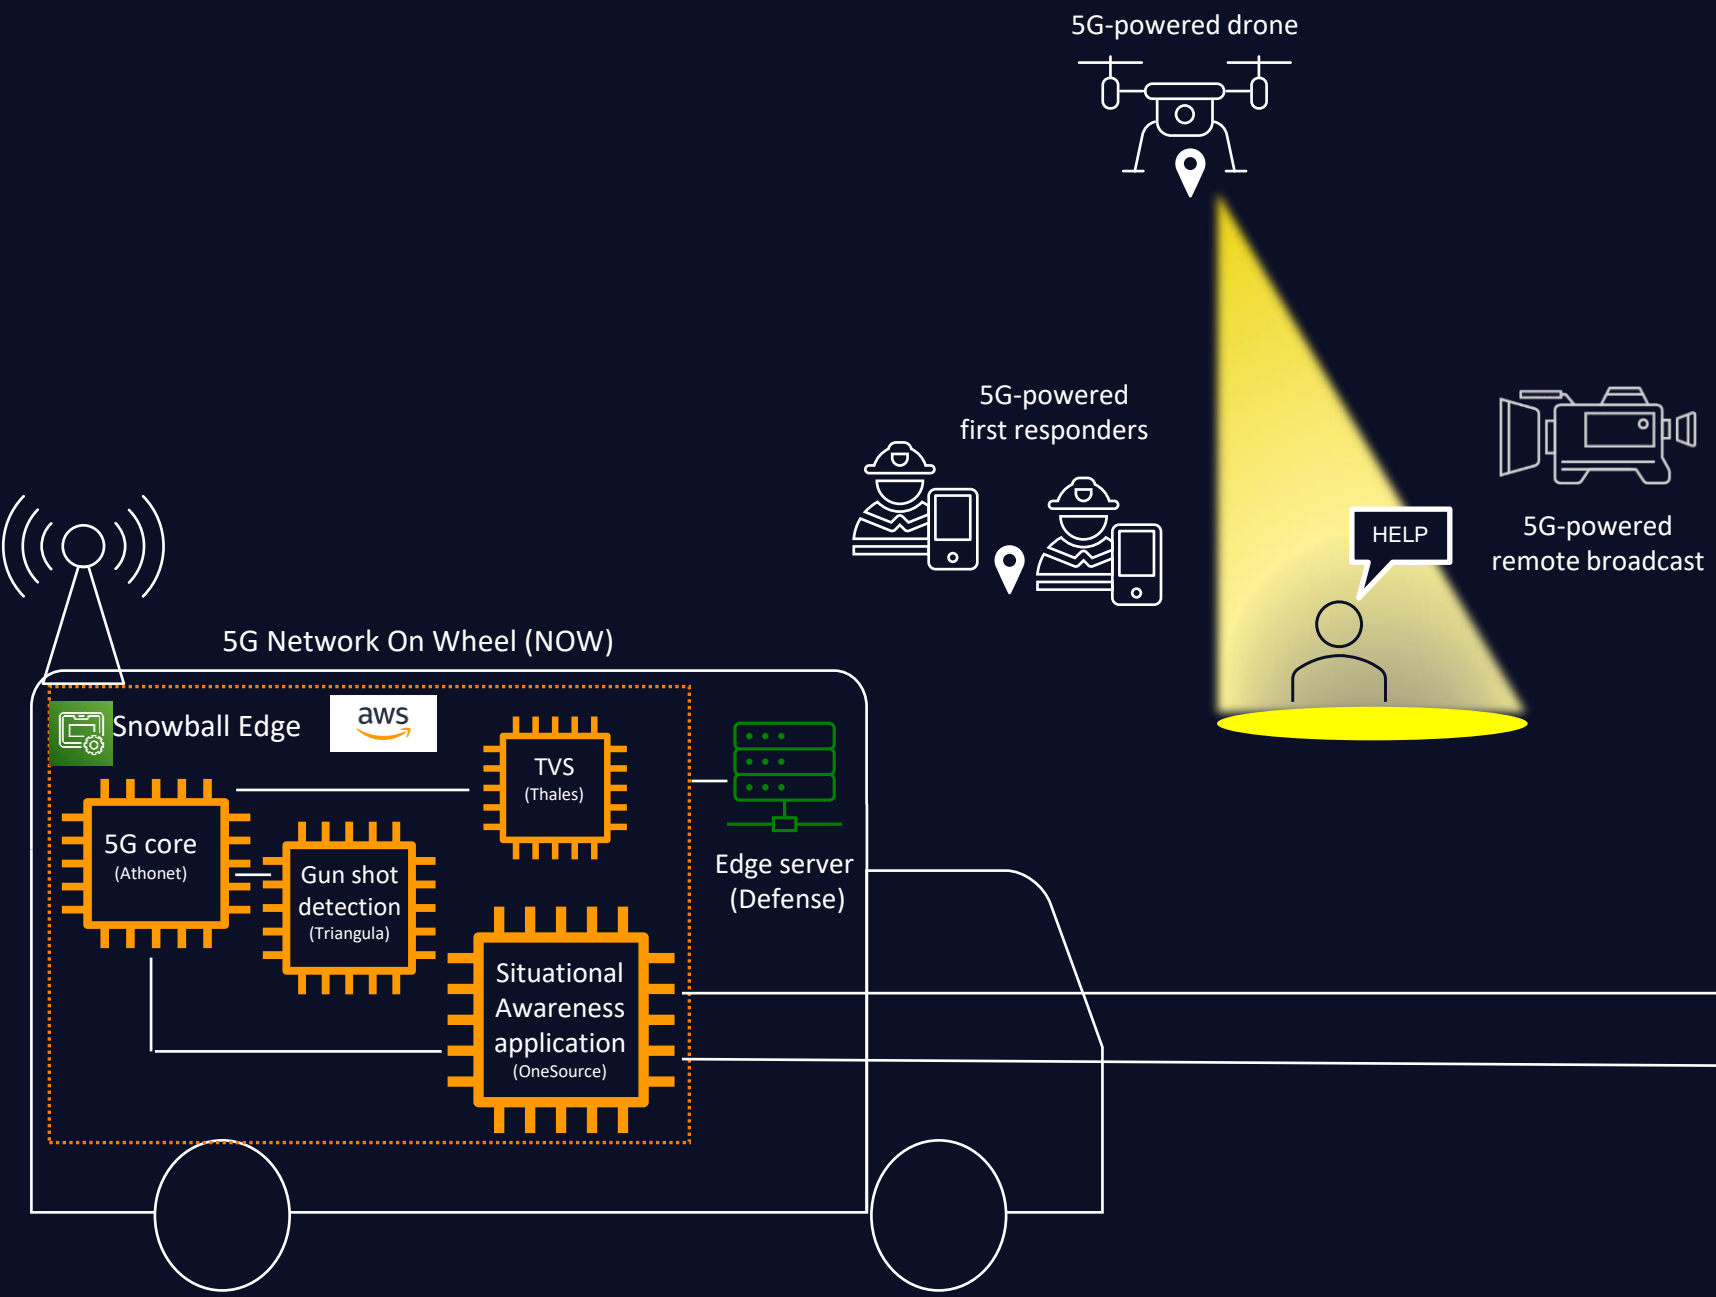 5G-powered drone
5G-powered
first responders
HELP
5G-powered
remote broadcast
5G Network On Wheel (NOW)
Snowball Edge
aws
TVS
(Thales)
5G core
(Athonet)
Gun shot
detection
(Triangula)
Edge server
(Defense)
Situational
Awareness
application
(OneSource)